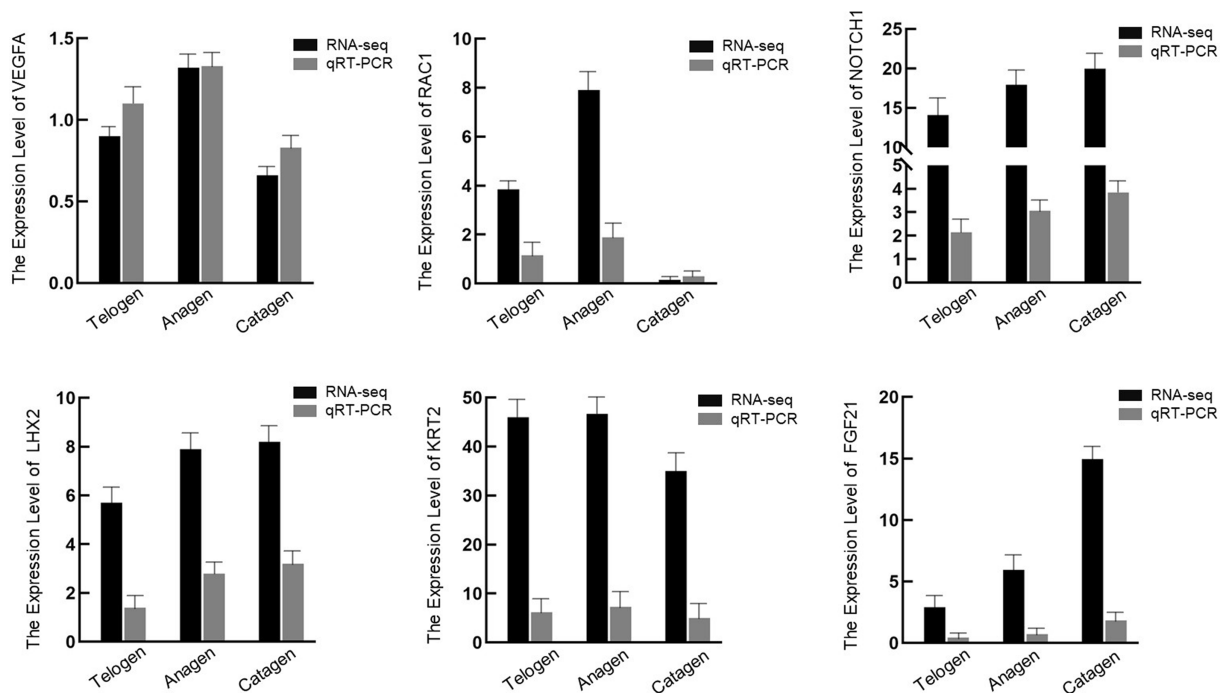 The Expression Level of VEGFA
1.5
1.0
0.5
0.0
RNA-seq
qRT-PCR
Telogen
Anagen
Catagen
The Expression Level of RAC1
10
8
6
4
2
0
RNA-seq
qRT-PCR
Telogen
Anagen
Catagen
The Expression Level of NOTCH1
25
20
15
10
5
4
3
2
1
0
RNA-seq
qRT-PCR
Telogen
Anagen
Catagen
The Expression Level of LHX2
10
8
6
4
2
0
RNA-seq
qRT-PCR
Telogen
Anagen
Catagen
The Expression Level of KRT2
50
40
30
20
10
0
RNA-seq
qRT-PCR
Telogen
Anagen
Catagen
The Expression Level of FGF21
20
15
10
5
0
RNA-seq
qRT-PCR
Telogen
Anagen
Catagen